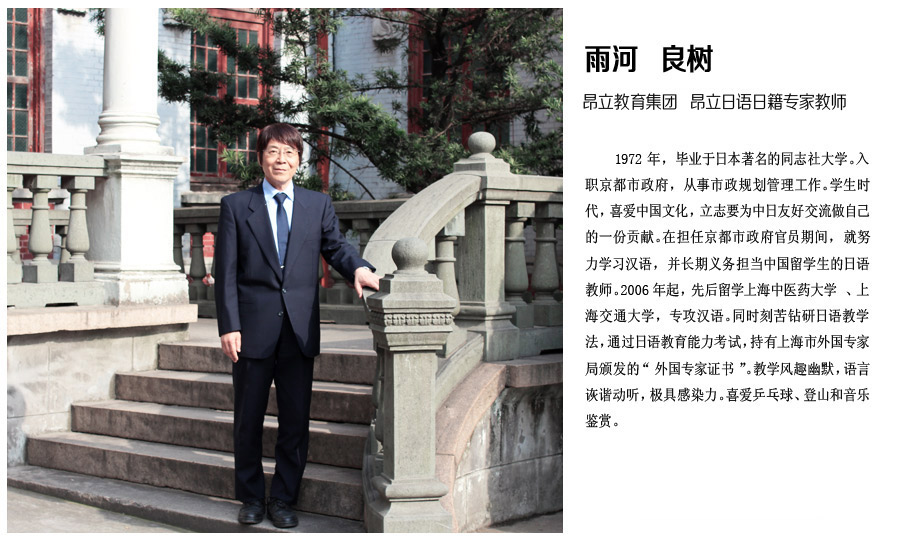 雨河 良树
昂立教育集团 昂立日语日籍专家教师
1972 年，毕业于日本著名的同志社大学。入
职京都市政府，从事市政规划管理工作。学生时
代，喜爱中国文化，立志要为中日友好交流做自己
的一份贡献。在担任京都市政府官员期间，就努
力学习汉语，并长期义务担当中国留学生的日语
教师。2006 年起，先后留学上海中医药大学 、上
海交通大学，专攻汉语。同时刻苦钻研日语教学
法，通过日语教育能力考试，持有上海市外国专家
局颁发的“ 外国专家证书 ”。教学风趣幽默，语言
诙谐动听，极具感染力。喜爱乒乓球、登山和音乐
鉴赏。